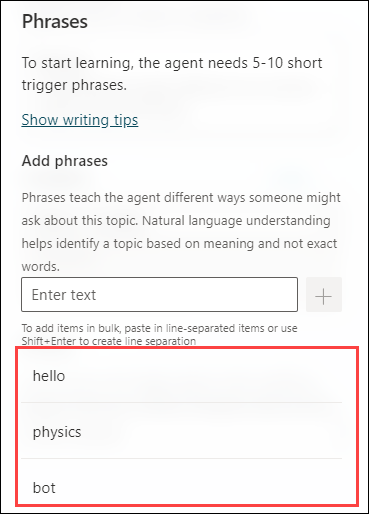 Phrases
To start learning, the agent needs 5-10 short
trigger phrases.
Show writing tips
Add phrases
Phrases teach the agent different ways someone might
ask about this topic. Natural language understanding
helps identify a topic based on meaning and not exact
words.
Enter text
To add items in bulk, paste in line-separated items or use
Shift+Enter to create line separation
hello
physics
bot